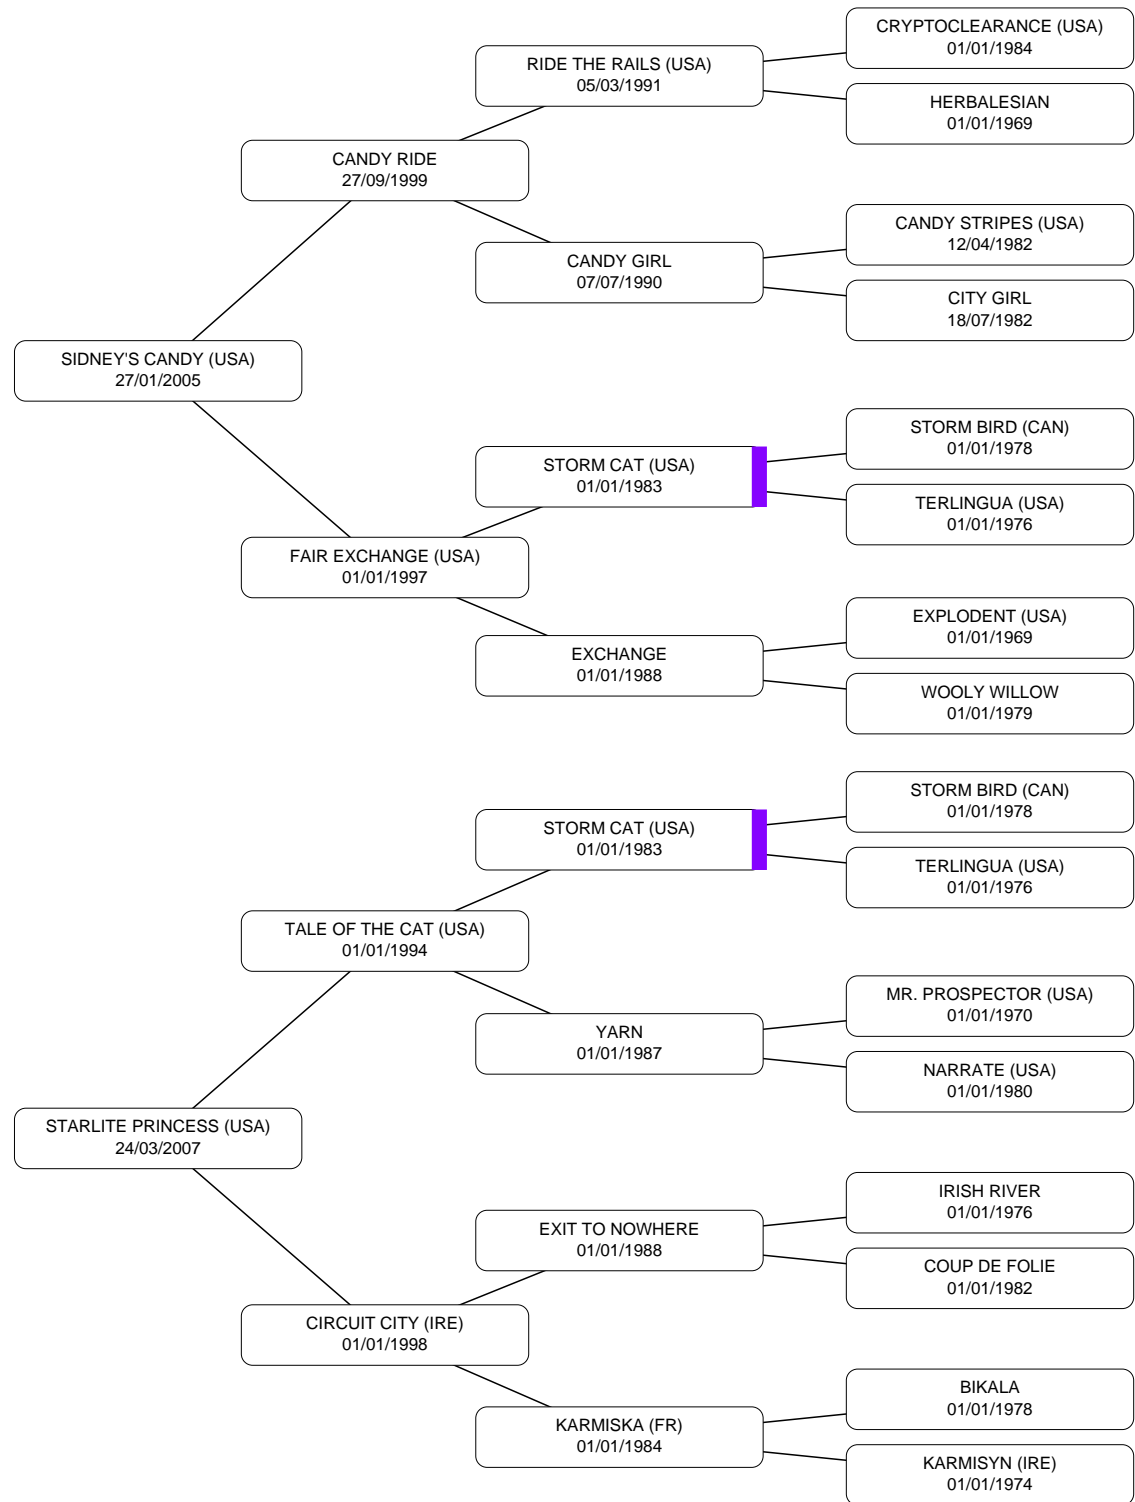 CRYPTOCLEARANCE (USA)
01/01/1984
RIDE THE RAILS (USA)
05/03/1991
HERBALESIAN
01/01/1969
CANDY RIDE
27/09/1999
CANDY STRIPES (USA)
12/04/1982
CANDY GIRL
07/07/1990
CITY GIRL
18/07/1982
SIDNEY'S CANDY (USA)
27/01/2005
STORM BIRD (CAN)
01/01/1978
STORM CAT (USA)
01/01/1983
TERLINGUA (USA)
01/01/1976
FAIR EXCHANGE (USA)
01/01/1997
EXPLODENT (USA)
01/01/1969
EXCHANGE
01/01/1988
WOOLY WILLOW
01/01/1979
STORM BIRD (CAN)
01/01/1978
STORM CAT (USA)
01/01/1983
TERLINGUA (USA)
01/01/1976
TALE OF THE CAT (USA)
01/01/1994
MR. PROSPECTOR (USA)
01/01/1970
YARN
01/01/1987
NARRATE (USA)
01/01/1980
STARLITE PRINCESS (USA)
24/03/2007
IRISH RIVER
01/01/1976
EXIT TO NOWHERE
01/01/1988
COUP DE FOLIE
01/01/1982
CIRCUIT CITY (IRE)
01/01/1998
BIKALA
01/01/1978
KARMISKA (FR)
01/01/1984
KARMISYN (IRE)
01/01/1974